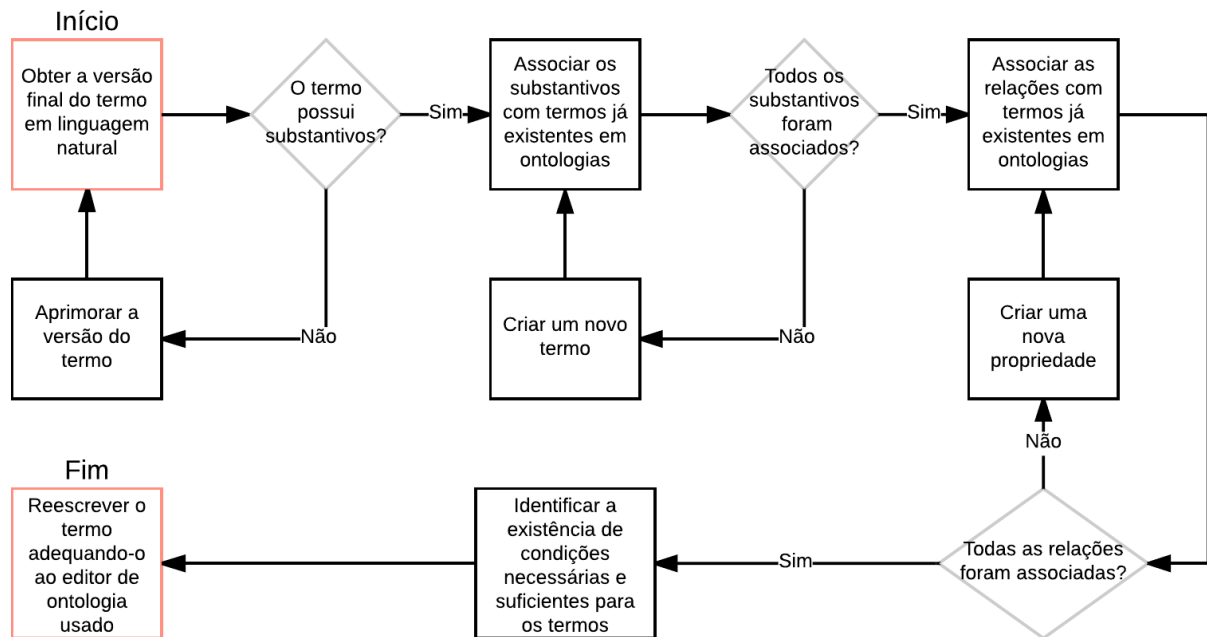 Início
Obter a versão
final do termo
em linguagem
natural
O termo
possui
substantivos?
Sim
Associar os
substantivos
com termos já
existentes em
ontologias
Todos os
substantivos
foram
associados?
Sim
Associar as
relações com
termos já
existentes em
ontologias
Aprimorar a
versão do
termo
Não
Criar um novo
termo
Não
Criar uma
nova
propriedade
Não
Fim
Reescrever o
termo
adequando-o
ao editor de
ontologia
usado
Identificar a
existência de
condições
necessárias e
suficientes para
os termos
Sim
Todas as relações
foram associadas?